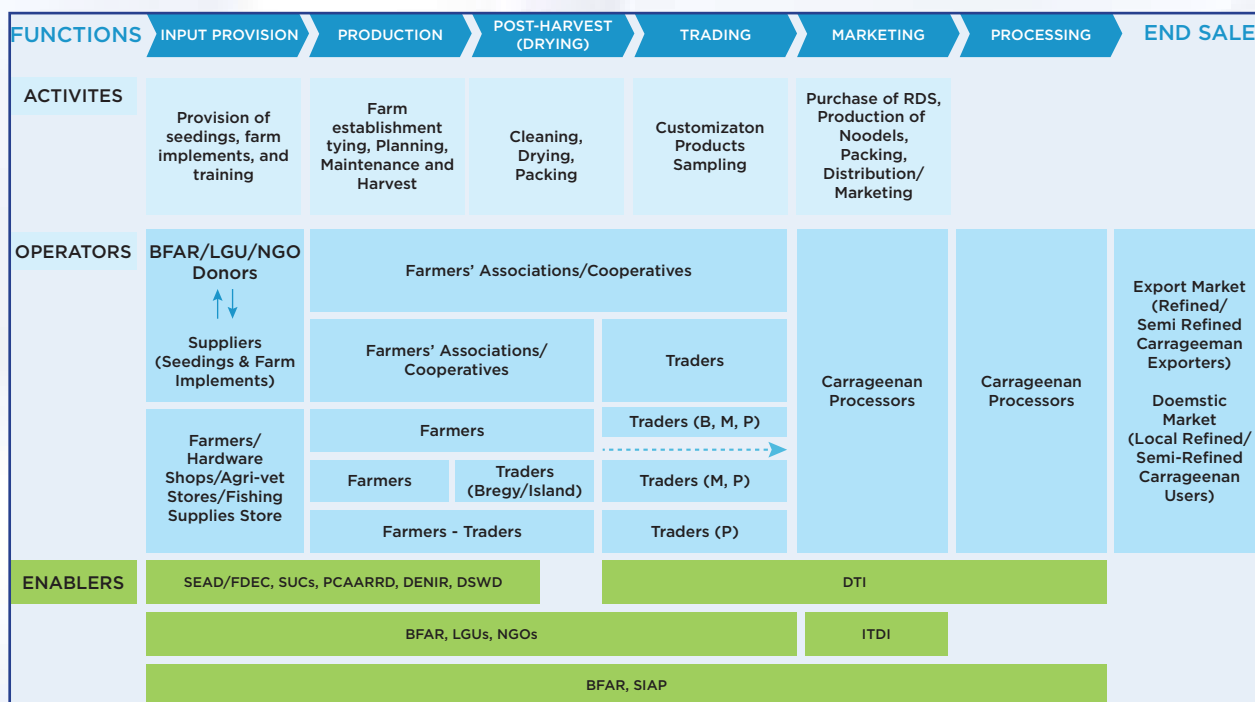 FUNCTIONS
INPUT PROVISION
PRODUCTION
POST-HARVEST
(DRYING)
TRADING
MARKETING
PROCESSING
END SALE
ACTIVITES
Provision of
seedings, farm
implements, and
training
Farm
establishment
tying, Planning,
Maintenance and
Harvest
Cleaning,
Drying,
Packing
Customizaton
Products
Sampling
Purchase of RDS,
Production of
Noodels,
Packing,
Distribution/
Marketing
OPERATORS
BFAR/LGU/NGO
Donors
Suppliers
(Seedings & Farm
Implements)
Farmers/
Hardware
Shops/Agri-vet
Stores/Fishing
Supplies Store
Farmers' Associations/Cooperatives
Farmers' Associations/
Cooperatives
Traders
Farmers
Traders (B, M, P)
Farmers
Traders
(Bregy/Island)
Traders (M, P)
Farmers - Traders
Traders (P)
Carrageenan
Processors
Carrageenan
Processors
Export Market
(Refined/
Semi Refined
Carrageeman
Exporters)
Doemstic
Market
(Local Refined/
Semi-Refined
Carrageenan
Users)
ENABLERS
SEAD/FDEC, SUCs, PCAARRD, DENIR, DSWD
DTI
BFAR, LGUs, NGOs
ITDI
BFAR, SIAP